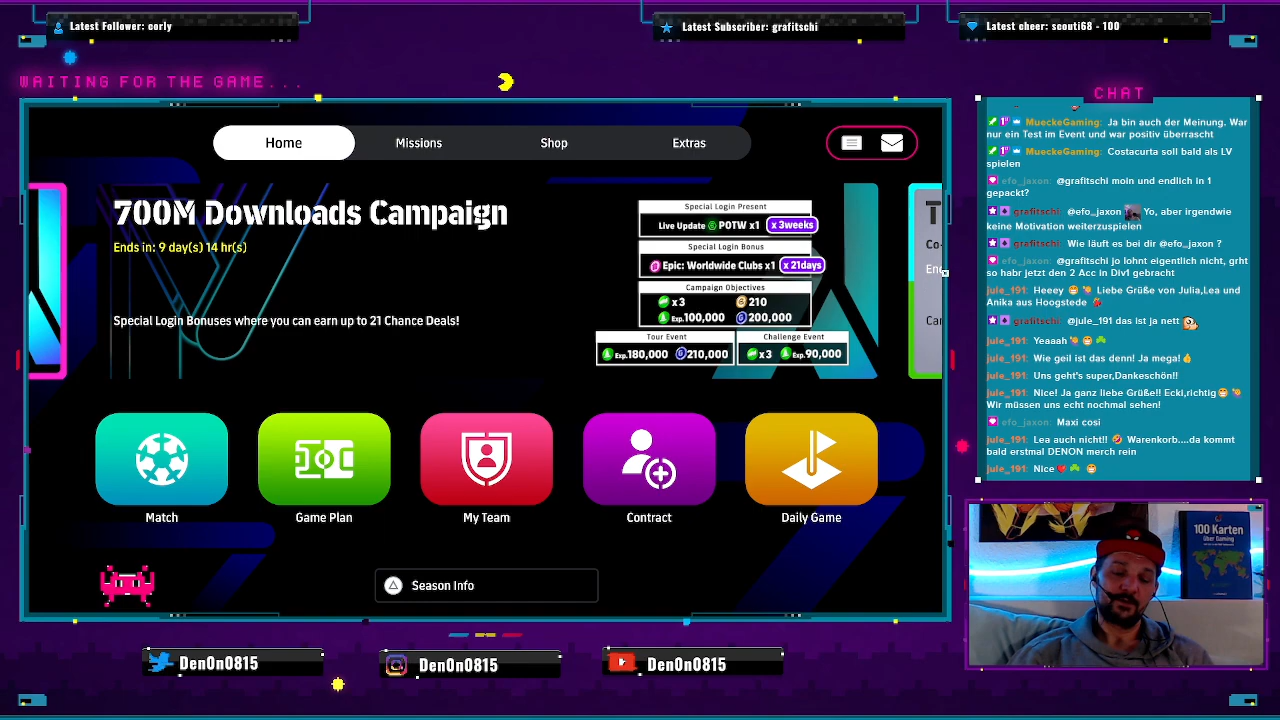 Latest Follower: corly
Latest Subscriber: grafitschi
Latest cheer: scouti68 - 100
WAITING FOR THE GAME...
CHAT
Home
Missions
Shop
Extras
700M Downloads Campaign
Ends in: 9 day(s) 14 hr(s)
Special Login Bonuses where you can earn up to 21 Chance Deals!
Special Login Present
Live Update POTW x1 x 3weeks
Special Login Bonus
Epic: Worldwide Clubs x1 x 21days
Campaign Objectives
x3 210
Exp.100,000 200,000
Tour Event
Exp.180,000 210,000
Challenge Event
x3 Exp.90,000
Match
Game Plan
My Team
Contract
Daily Game
Season Info
MueckeGaming: Ja bin auch der Meinung. War
nur ein Test im Event und war positiv überrascht
MueckeGaming: Costacurta soll bald als LV
spielen
efo_jaxon: @grafitschi moin und endlich in 1
gepackt?
grafitschi: @efo_jaxon Yo, aber irgendwie
keine Motivation weiterzuspielen
grafitschi: Wie läuft es bei dir @efo_jaxon ?
efo_jaxon: @grafitschi jo lohnt eigentlich nicht, grht
so habr jetzt den 2 Acc in Div1 gebracht
jule_191: Heeey Liebe Grüße von Julia,Lea und
Anika aus Hoogstede
grafitschi: @jule_191 das ist ja nett
jule_191: Yeaaah
jule_191: Wie geil ist das denn! Ja mega!
jule_191: Uns geht's super,Dankeschön!!
jule_191: Nice! Ja ganz liebe Grüße!! Ecki,richtig
Wir müssen uns echt nochmal sehen!
efo_jaxon: Maxi cosi
jule_191: Lea auch nicht!! Warenkorb....da kommt
bald erstmal DENON merch rein
jule_191: Nice
100 Karten
über Gaming
Den0n0815
Den0n0815
Den0n0815